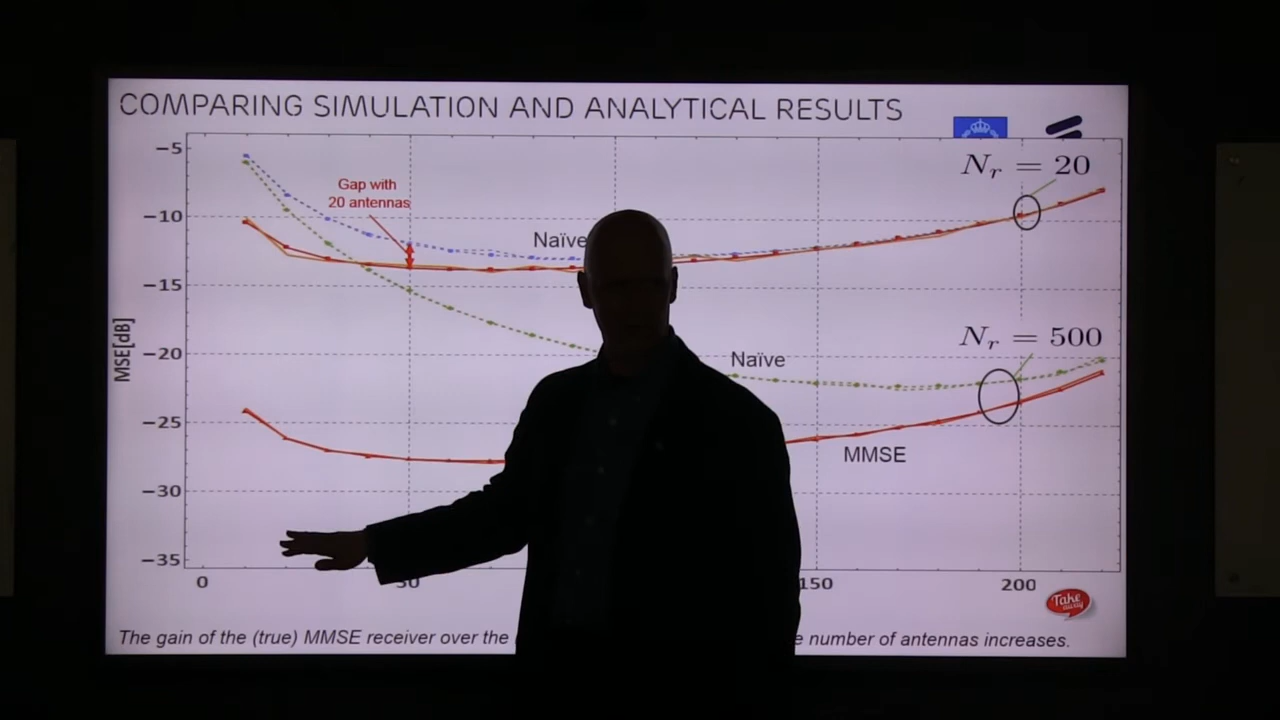 COMPARING SIMULATION AND ANALYTICAL RESULTS
−5
N_r = 20
Gap with
20 antennas
−10
Naïve
−15
MSE[dB]
N_r = 500
−20
Naïve
−25
MMSE
−30
−35
0
150
200
Take
away
The gain of the (true) MMSE receiver over the
number of antennas increases.